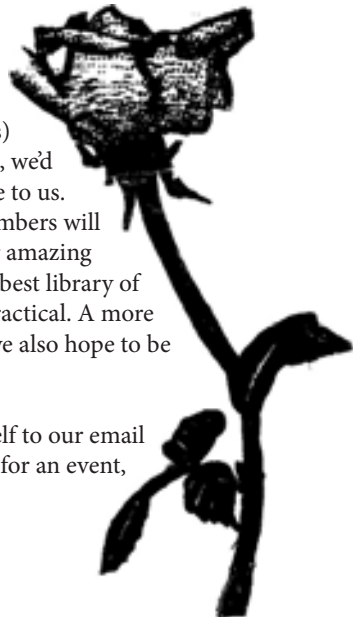 s)
, we'd
e to us.
mbers will
amazing
best library of
ractical. A more
ve also hope to be
elf to our email
for an event,